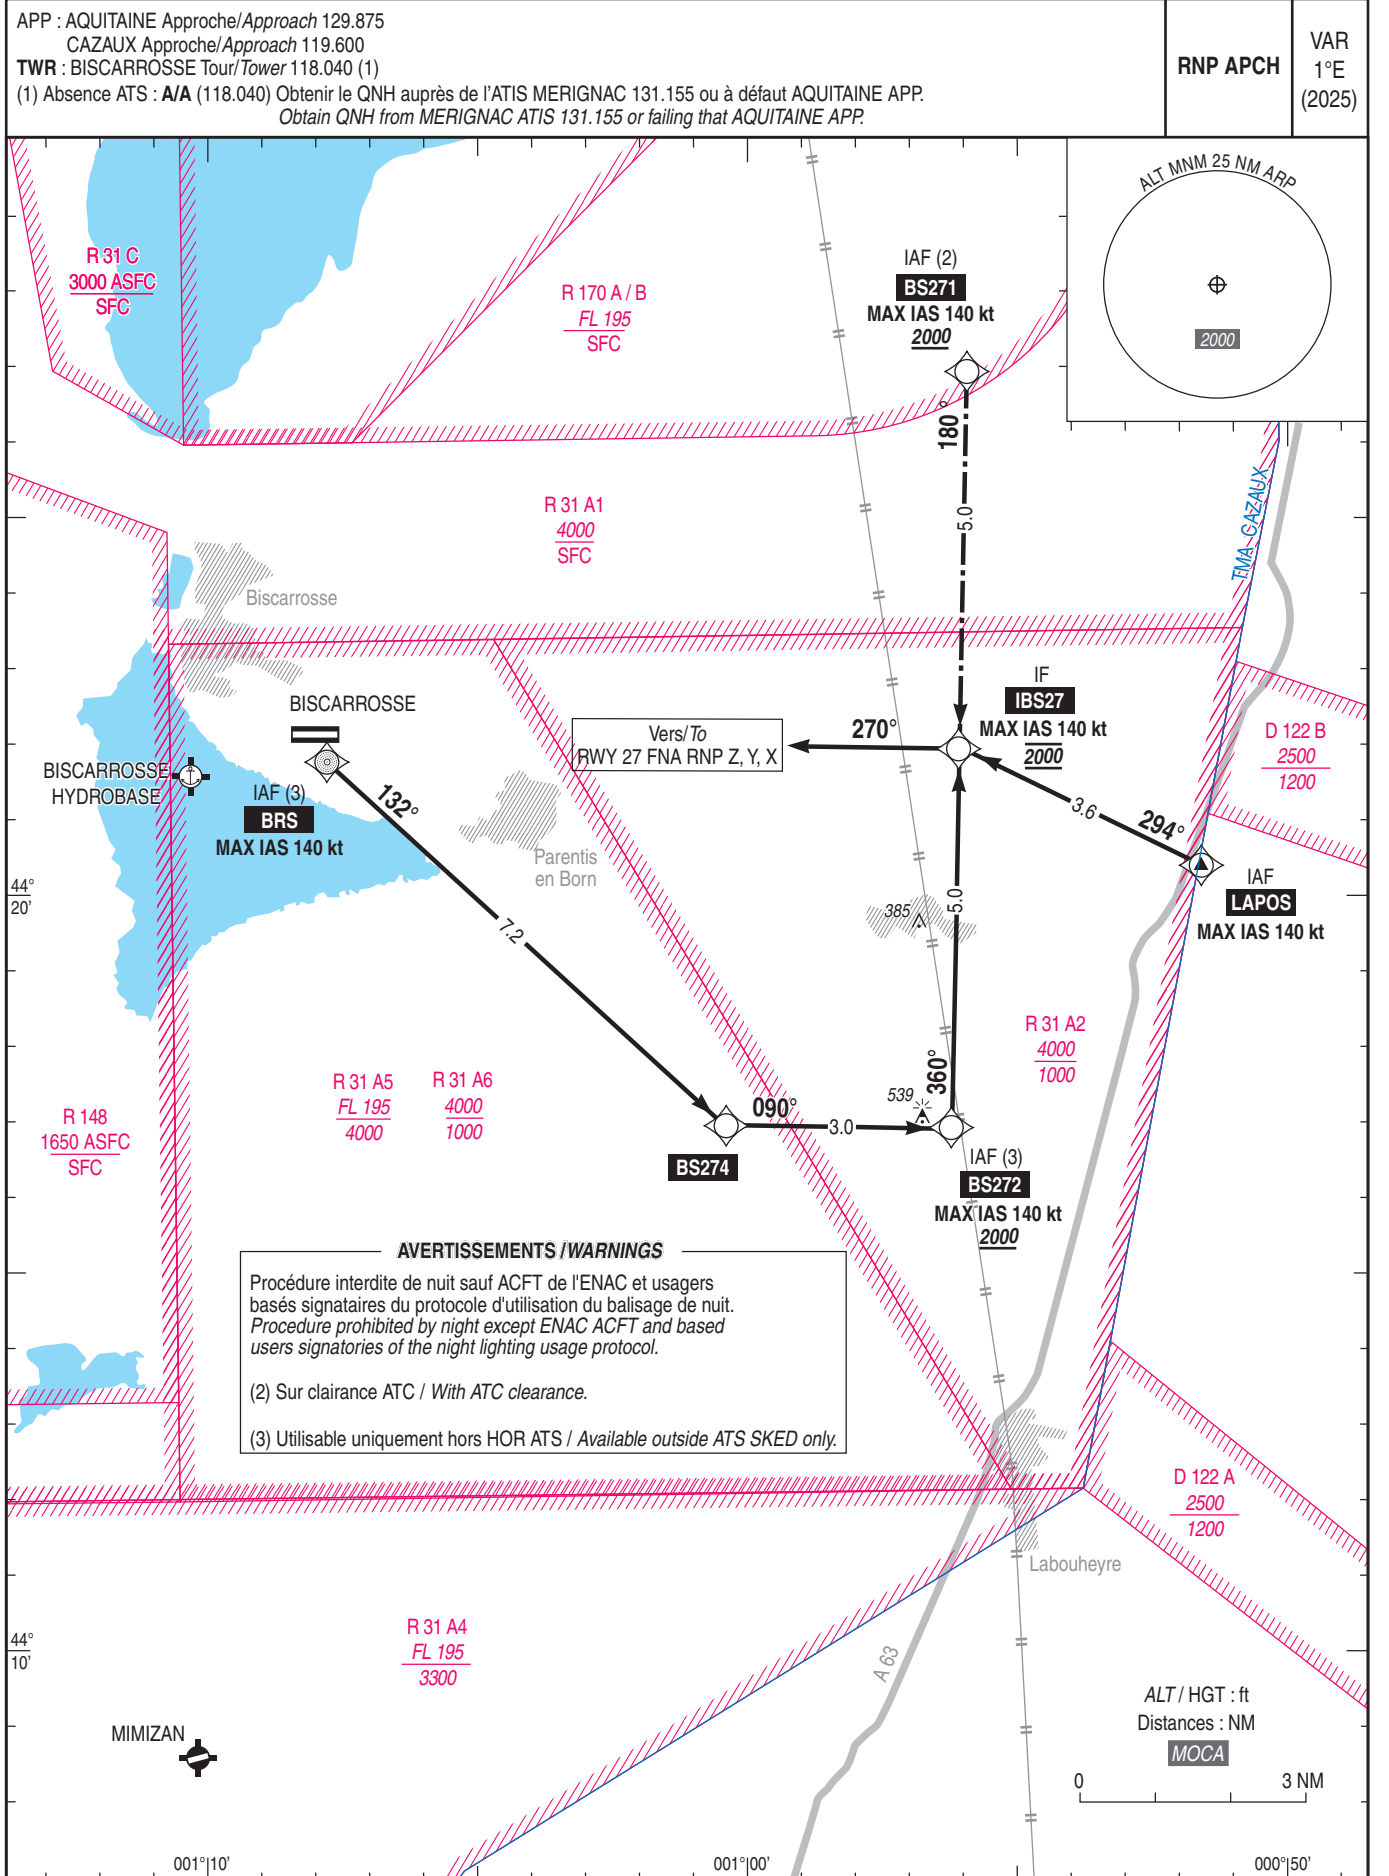 APP : AQUITAINE Approche/Approach 129.875
CAZAUX Approche/Approach 119.600
TWR : BISCARROSSE Tour/Tower 118.040 (1)
(1) Absence ATS : A/A (118.040) Obtenir le QNH auprès de l'ATIS MERIGNAC 131.155 ou à défaut AQUITAINE APP.
Obtain QNH from MERIGNAC ATIS 131.155 or failing that AQUITAINE APP.
RNP APCH
VAR
1°E
(2025)
ALT MNM 25 NM ARP
2000
R 31 C
3000 ASFC
SFC
R 170 A / B
FL 195
SFC
IAF (2)
BS271
MAX IAS 140 kt
2000
180°
5.0
R 31 A1
4000
SFC
TMA CAZAUX
Biscarrosse
BISCARROSSE
BISCARROSSE
HYDROBASE
IAF (3)
BRS
MAX IAS 140 kt
132°
7.2
Vers/To
RWY 27 FNA RNP Z, Y, X
270°
IF
IBS27
MAX IAS 140 kt
2000
D 122 B
2500
1200
3.6
294°
IAF
LAPOS
MAX IAS 140 kt
Parentis
en Born
44°
20'
385
5.0
R 31 A2
4000
1000
360°
539
R 31 A5
FL 195
4000
R 31 A6
4000
1000
R 148
1650 ASFC
SFC
090°
3.0
BS274
IAF (3)
BS272
MAX IAS 140 kt
2000
AVERTISSEMENTS / WARNINGS
Procédure interdite de nuit sauf ACFT de l'ENAC et usagers
basés signataires du protocole d'utilisation du balisage de nuit.
Procedure prohibited by night except ENAC ACFT and based
users signatories of the night lighting usage protocol.
(2) Sur clairance ATC / With ATC clearance.
(3) Utilisable uniquement hors HOR ATS / Available outside ATS SKED only.
D 122 A
2500
1200
Labouheyre
R 31 A4
FL 195
3300
44°
10'
A 63
MIMIZAN
ALT / HGT : ft
Distances : NM
MOCA
0
3 NM
001°10'
001°00'
000°50'